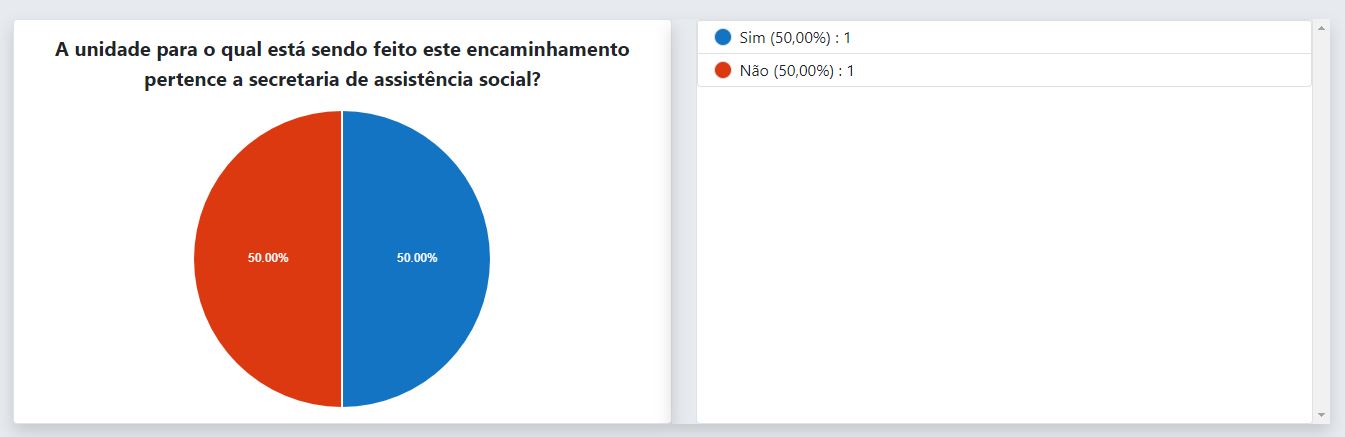 A unidade para o qual está sendo feito este encaminhamento
pertence a secretaria de assistência social?
50.00%
50.00%
Sim (50,00%) : 1
Não (50,00%) : 1